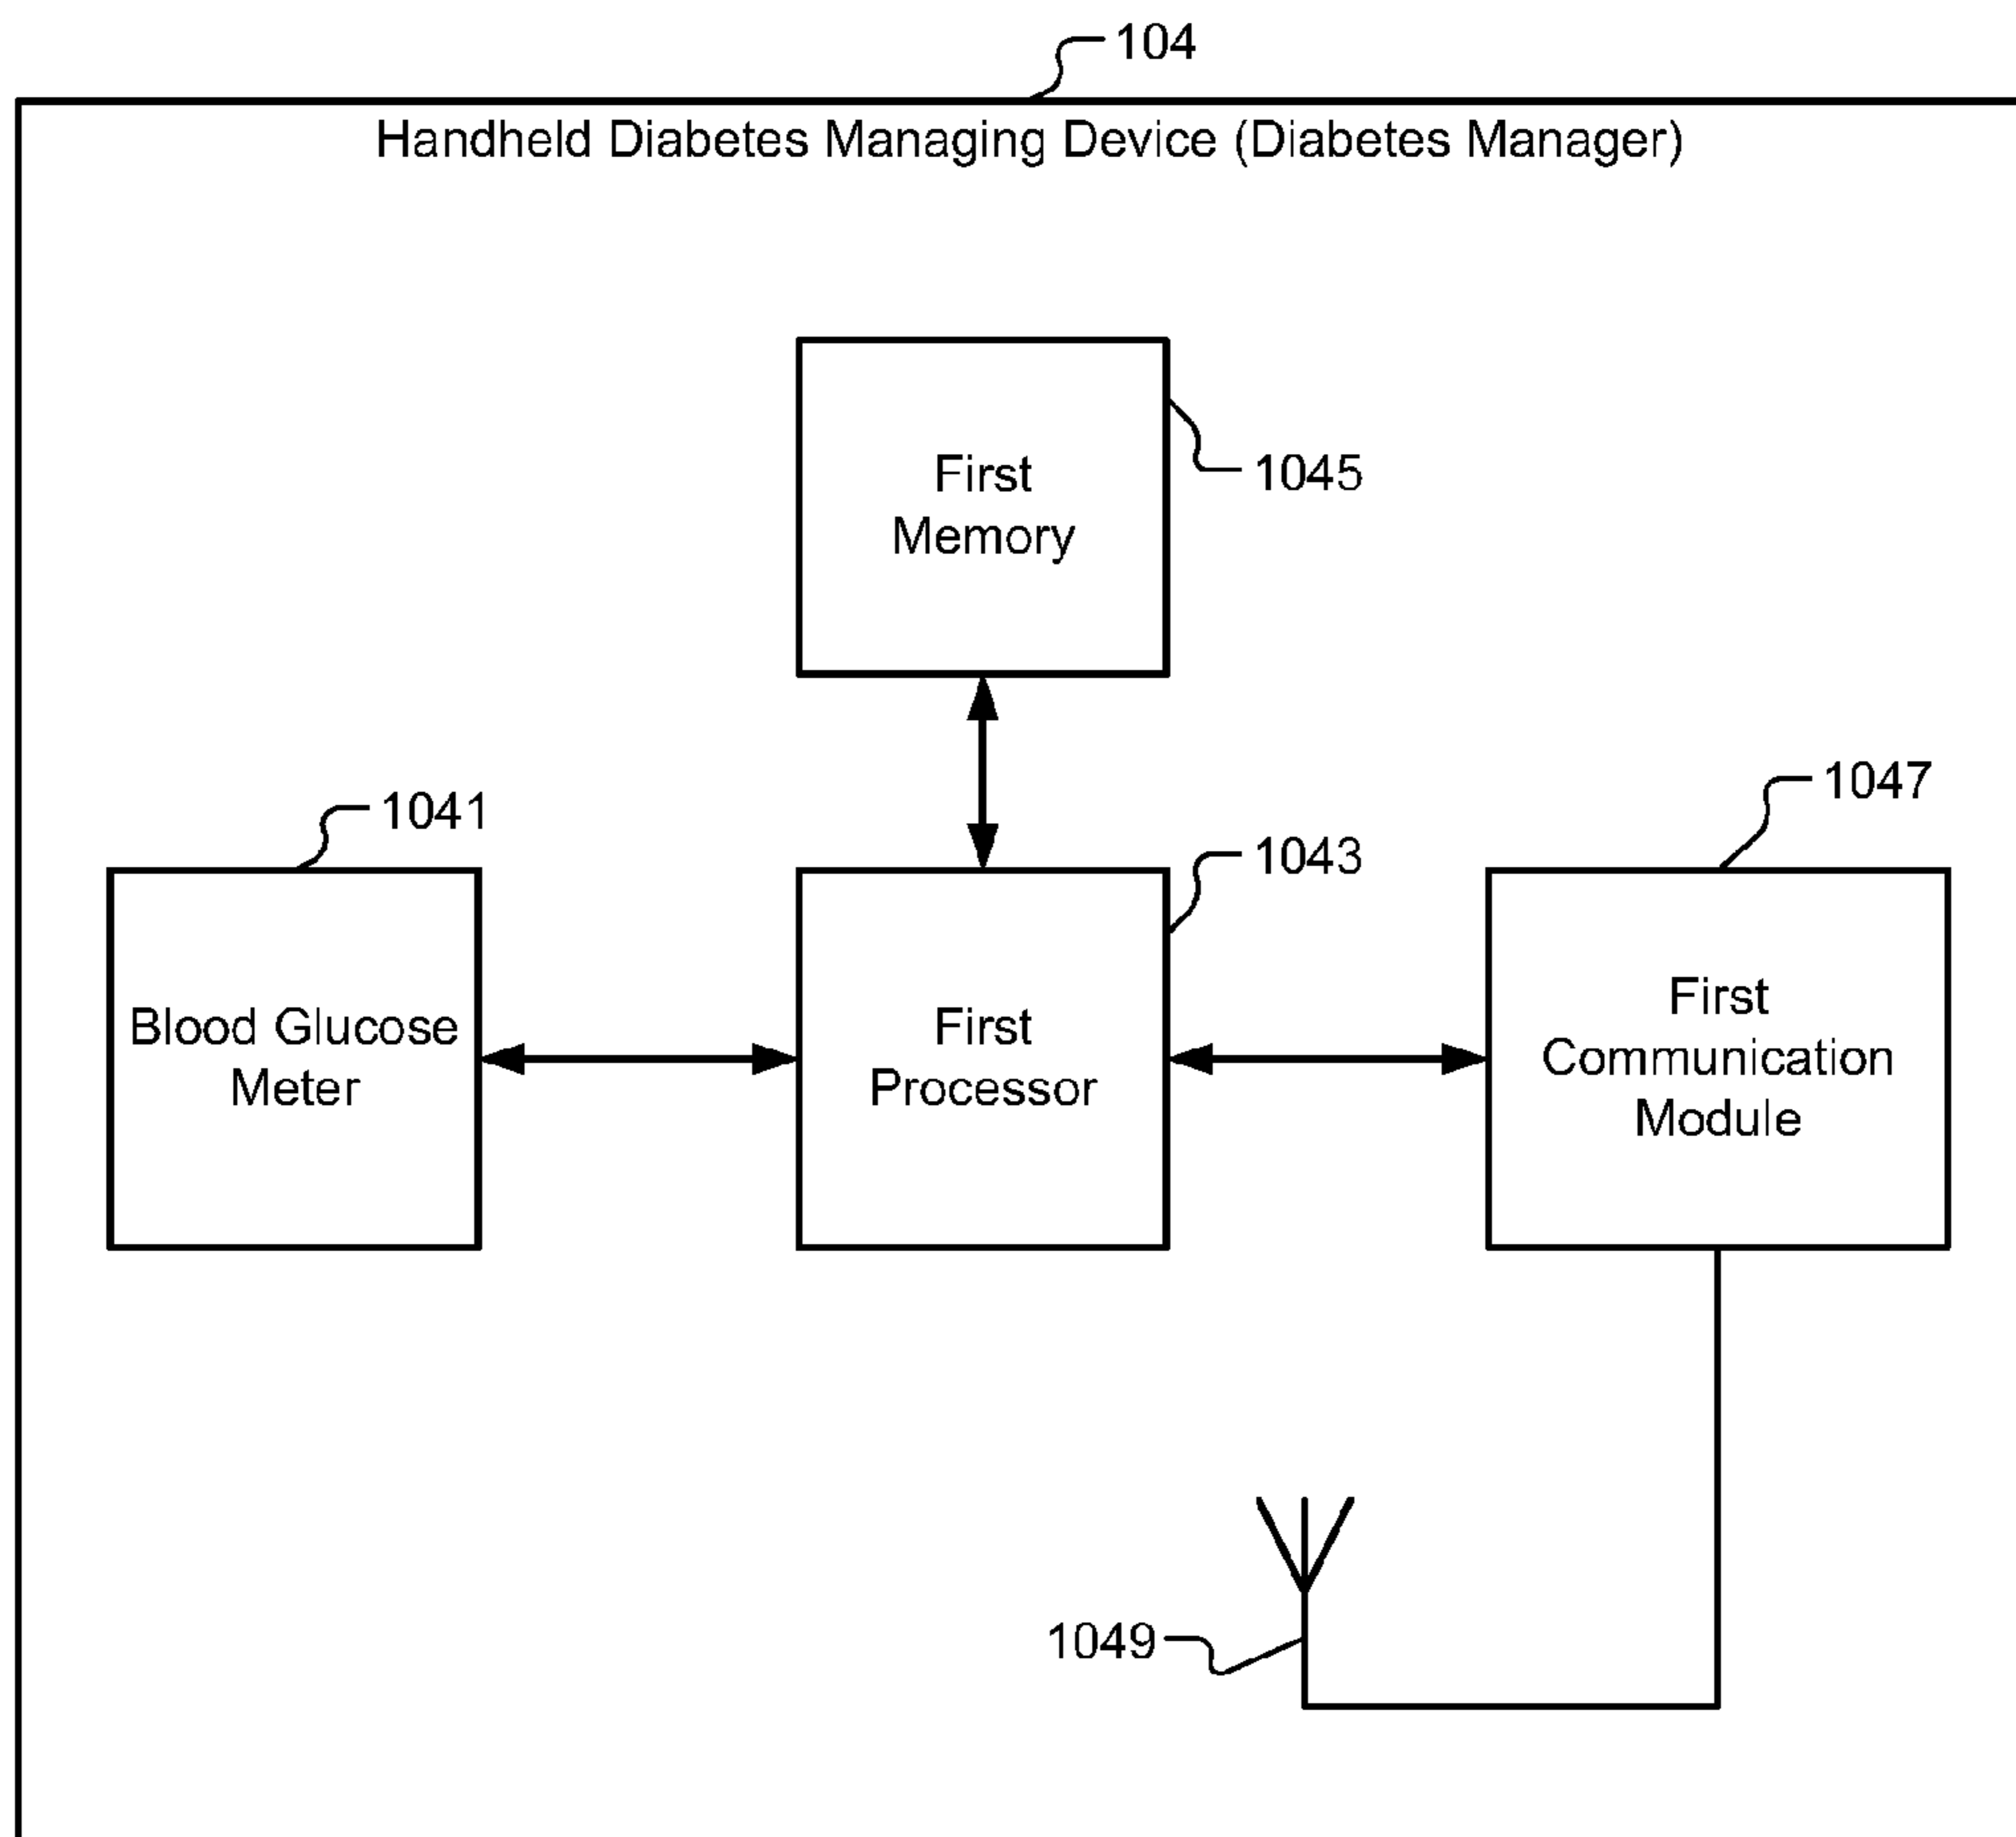 104
Handheld Diabetes Managing Device (Diabetes Manager)
First
Memory
1045
1041
1043
1047
Blood Glucose
Meter
First
Processor
First
Communication
Module
1049